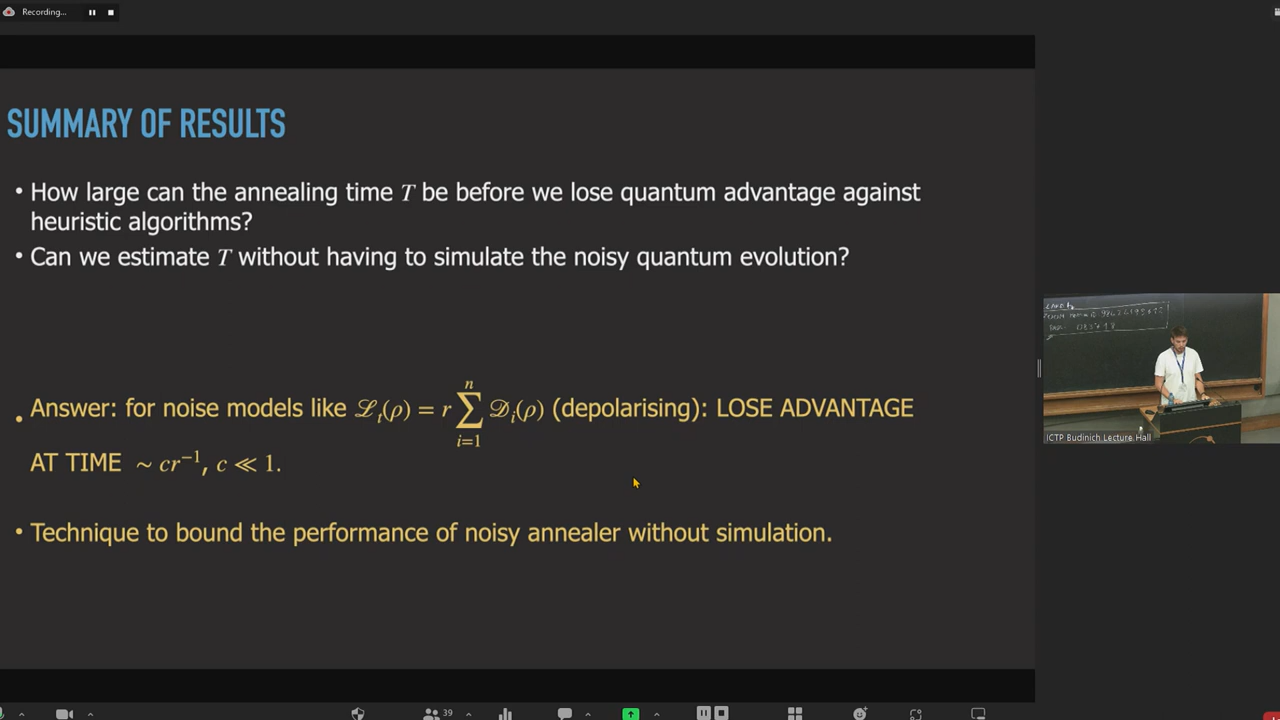 Recording...
SUMMARY OF RESULTS
• How large can the annealing time T be before we lose quantum advantage against
heuristic algorithms?
• Can we estimate T without having to simulate the noisy quantum evolution?
• Answer: for noise models like ℒₜ(ρ) = r ∑ᵢ₌₁ⁿ 𝒟ᵢ(ρ) (depolarising): LOSE ADVANTAGE
AT TIME ~ cr⁻¹, c ≪ 1.
• Technique to bound the performance of noisy annealer without simulation.
ICTP Budinich Lecture Hall
39